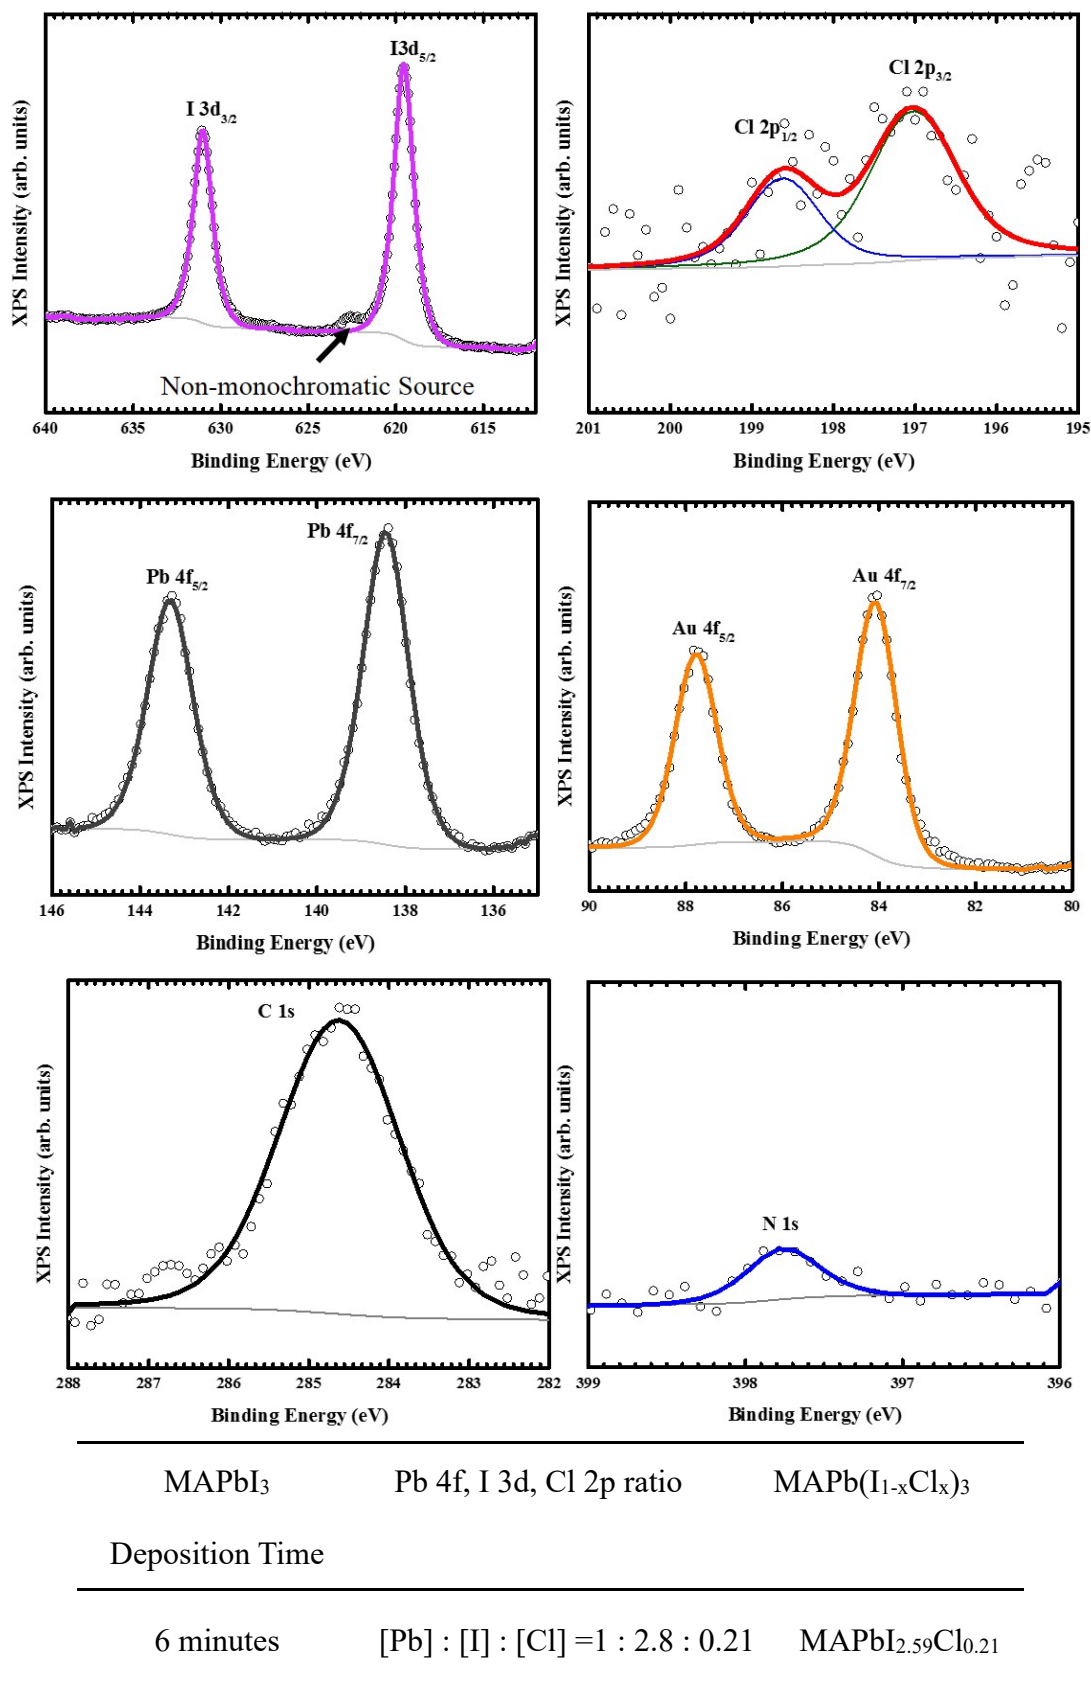 I 3d3/2
I3d5/2
Non-monochromatic Source
XPS Intensity (arb. units)
640 635 630 625 620 615
Binding Energy (eV)
Cl 2p1/2
Cl 2p3/2
XPS Intensity (arb. units)
201 200 199 198 197 196 195
Binding Energy (eV)
Pb 4f5/2
Pb 4f7/2
XPS Intensity (arb. units)
146 144 142 140 138 136
Binding Energy (eV)
Au 4f5/2
Au 4f7/2
XPS Intensity (arb. units)
90 88 86 84 82 80
Binding Energy (eV)
C 1s
XPS Intensity (arb. units)
288 287 286 285 284 283 282
Binding Energy (eV)
N 1s
XPS Intensity (arb. units)
399 398 397 396
Binding Energy (eV)
MAPbI3 Pb 4f, I 3d, Cl 2p ratio MAPb(I1-xClx)3
Deposition Time
6 minutes [Pb] : [I] : [Cl] =1 : 2.8 : 0.21 MAPbI2.59Cl0.21